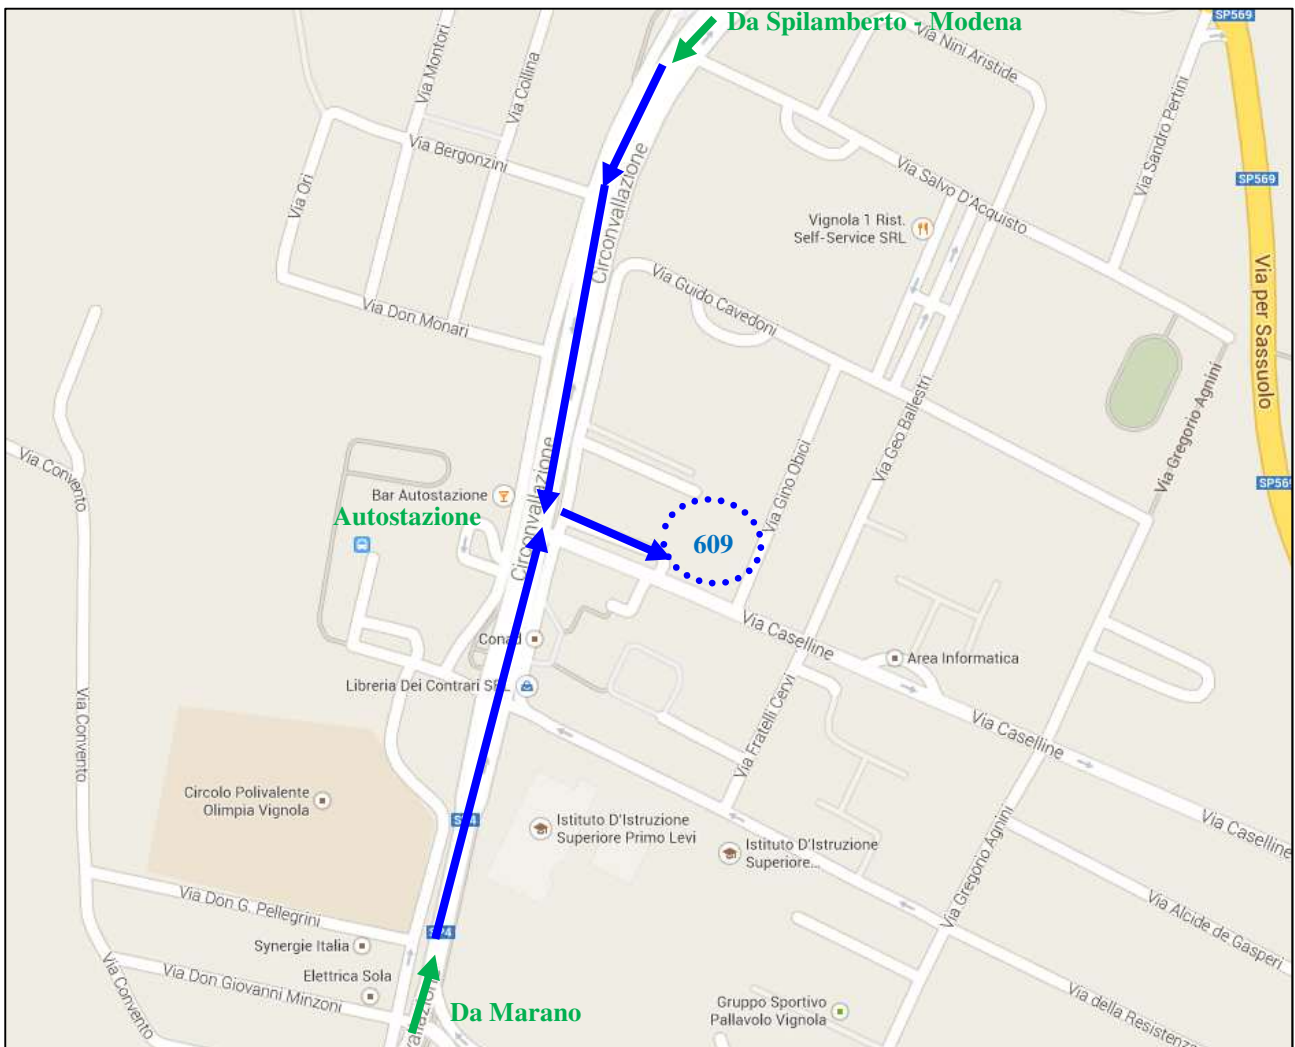 Da Spilamberto - Modena
SP569
Via Montori
Via Collina
Via Nini Aristide
Via Sandro Pertini
Via Bergonzini
Circonvallazione
Via Salvo D'Acquisto
SP569
Via Ori
Vignola 1 Rist.
Self-Service SRL
Via Guido Cavedoni
Via per Sassuolo
Via Don Monari
Via Gregorio Agnini
Via Geo Ballestri
Via Convento
Circonvallazione
Via Gino Obici
SP569
Bar Autostazione
Autostazione
609
Circonvallazione
Via Caselline
Conad
Area Informatica
Libreria Dei Contrari SRL
Via Convento
Via Fratelli Cervi
Via Caselline
Circolo Polivalente
Olimpia Vignola
SP4
Istituto D'Istruzione
Superiore Primo Levi
Istituto D'Istruzione
Superiore...
Via Caselline
Via Gregorio Agnini
Via Don G. Pellegrini
Via Alcide de Gasperi
SP4
Synergie Italia
Via Don Giovanni Minzoni
Elettrica Sola
Via Convento
Da Marano
Gruppo Sportivo
Pallavolo Vignola
Via della Resistenza